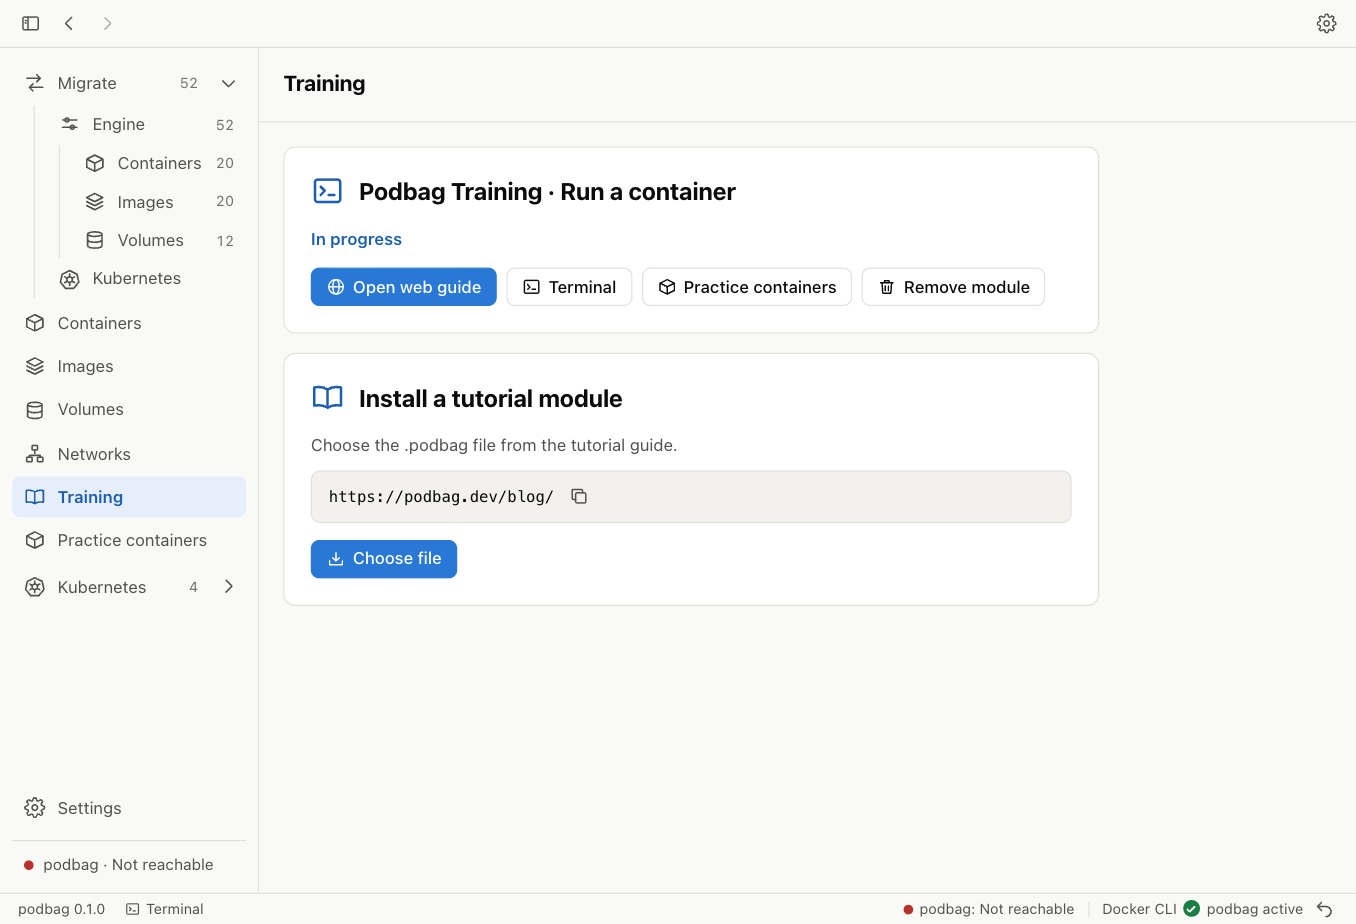 Migrate 52
Engine 52
Containers 20
Images 20
Volumes 12
Kubernetes
Containers
Images
Volumes
Networks
Training
Practice containers
Kubernetes 4
Settings
podbag · Not reachable
Training
Podbag Training · Run a container
In progress
Open web guide Terminal Practice containers Remove module
Install a tutorial module
Choose the .podbag file from the tutorial guide.
https://podbag.dev/blog/
Choose file
podbag 0.1.0 Terminal podbag: Not reachable Docker CLI podbag active